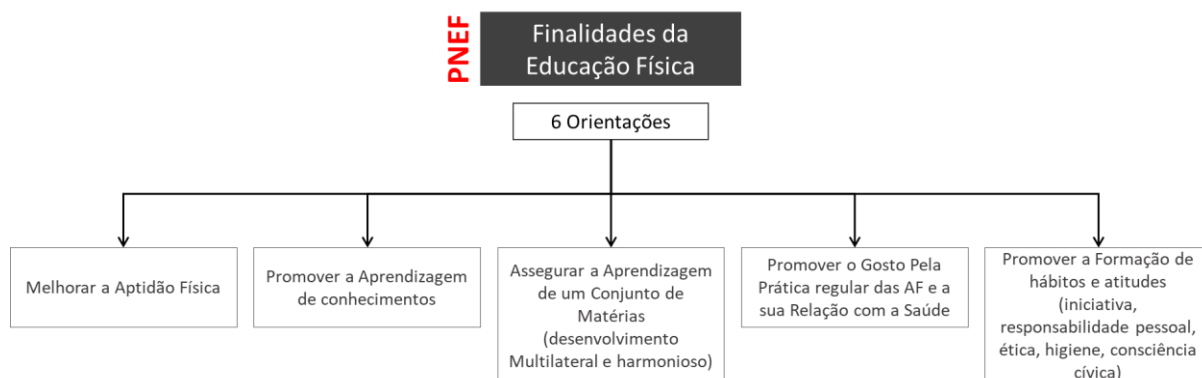 PNEF
Finalidades da
Educação Física
6 Orientações
Melhorar a Aptidão Física
Promover a Aprendizagem
de conhecimentos
Assegurar a Aprendizagem
de um Conjunto de
Matérias
(desenvolvimento
Multilateral e harmonioso)
Promover o Gosto Pela
Prática regular das AF e a
sua Relação com a Saúde
Promover a Formação de
hábitos e atitudes
(iniciativa,
responsabilidade pessoal,
ética, higiene, consciência
cívica)